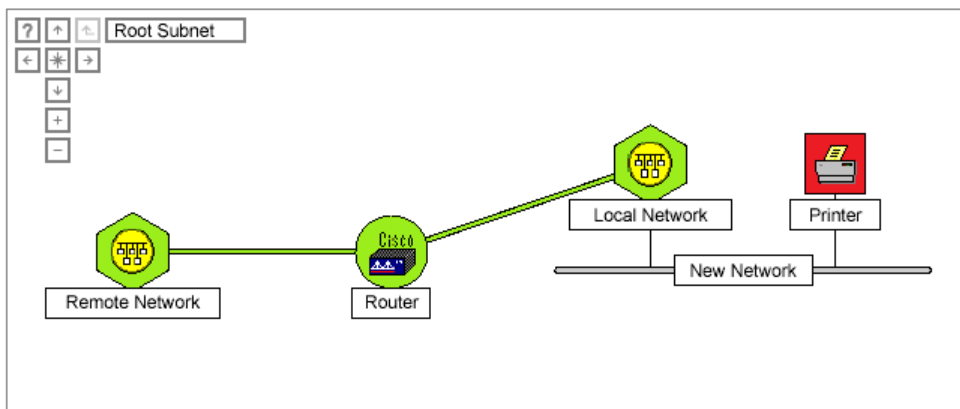 ?
Root Subnet
+
−
Cisco
Local Network
Printer
New Network
Remote Network
Router